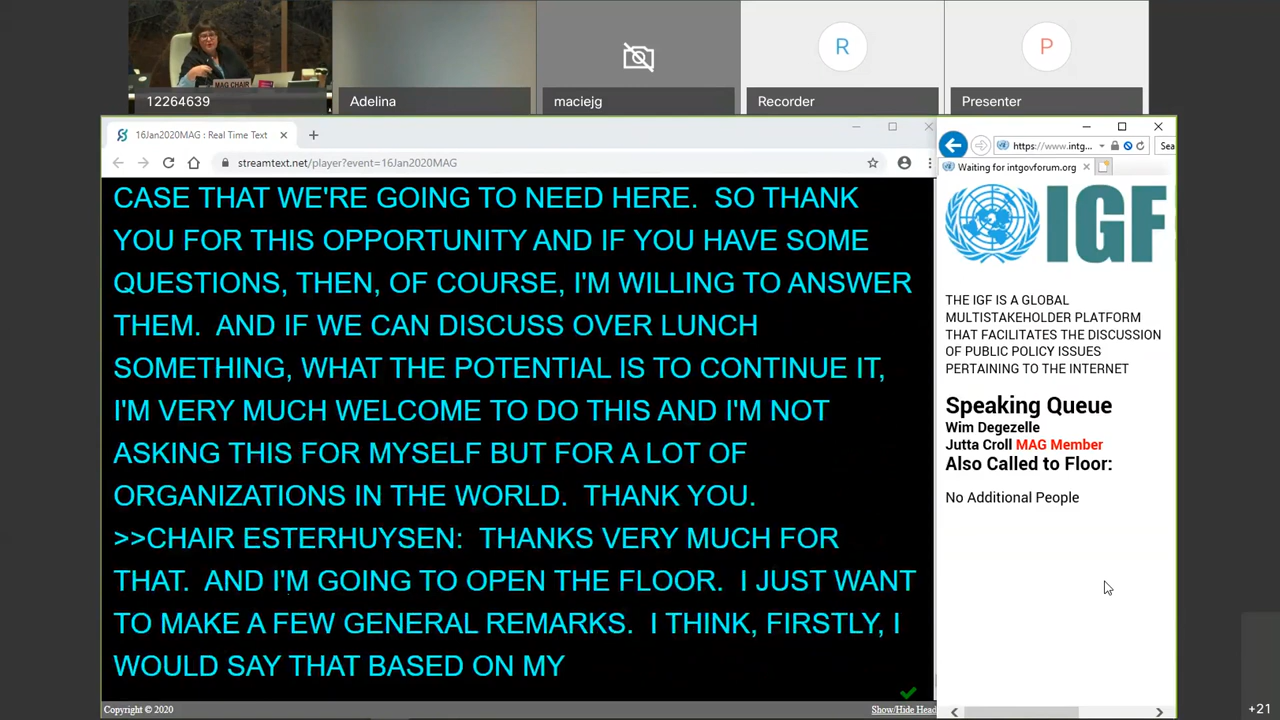 MAG CHAIR
R
P
12264639
Adelina
maciejg
Recorder
Presenter
16Jan2020MAG : Real Time Text
streamtext.net/player?event=16Jan2020MAG
CASE THAT WE'RE GOING TO NEED HERE.  SO THANK
YOU FOR THIS OPPORTUNITY AND IF YOU HAVE SOME
QUESTIONS, THEN, OF COURSE, I'M WILLING TO ANSWER
THEM.  AND IF WE CAN DISCUSS OVER LUNCH
SOMETHING, WHAT THE POTENTIAL IS TO CONTINUE IT,
I'M VERY MUCH WELCOME TO DO THIS AND I'M NOT
ASKING THIS FOR MYSELF BUT FOR A LOT OF
ORGANIZATIONS IN THE WORLD.  THANK YOU.
>>CHAIR ESTERHUYSEN:  THANKS VERY MUCH FOR
THAT.  AND I'M GOING TO OPEN THE FLOOR.  I JUST WANT
TO MAKE A FEW GENERAL REMARKS.  I THINK, FIRSTLY, I
WOULD SAY THAT BASED ON MY
Copyright © 2020
Show/Hide Head
https://www.intg...
Sea
Waiting for intgovforum.org
IGF
THE IGF IS A GLOBAL
MULTISTAKEHOLDER PLATFORM
THAT FACILITATES THE DISCUSSION
OF PUBLIC POLICY ISSUES
PERTAINING TO THE INTERNET
Speaking Queue
Wim Degezelle
Jutta Croll MAG Member
Also Called to Floor:
No Additional People
+21